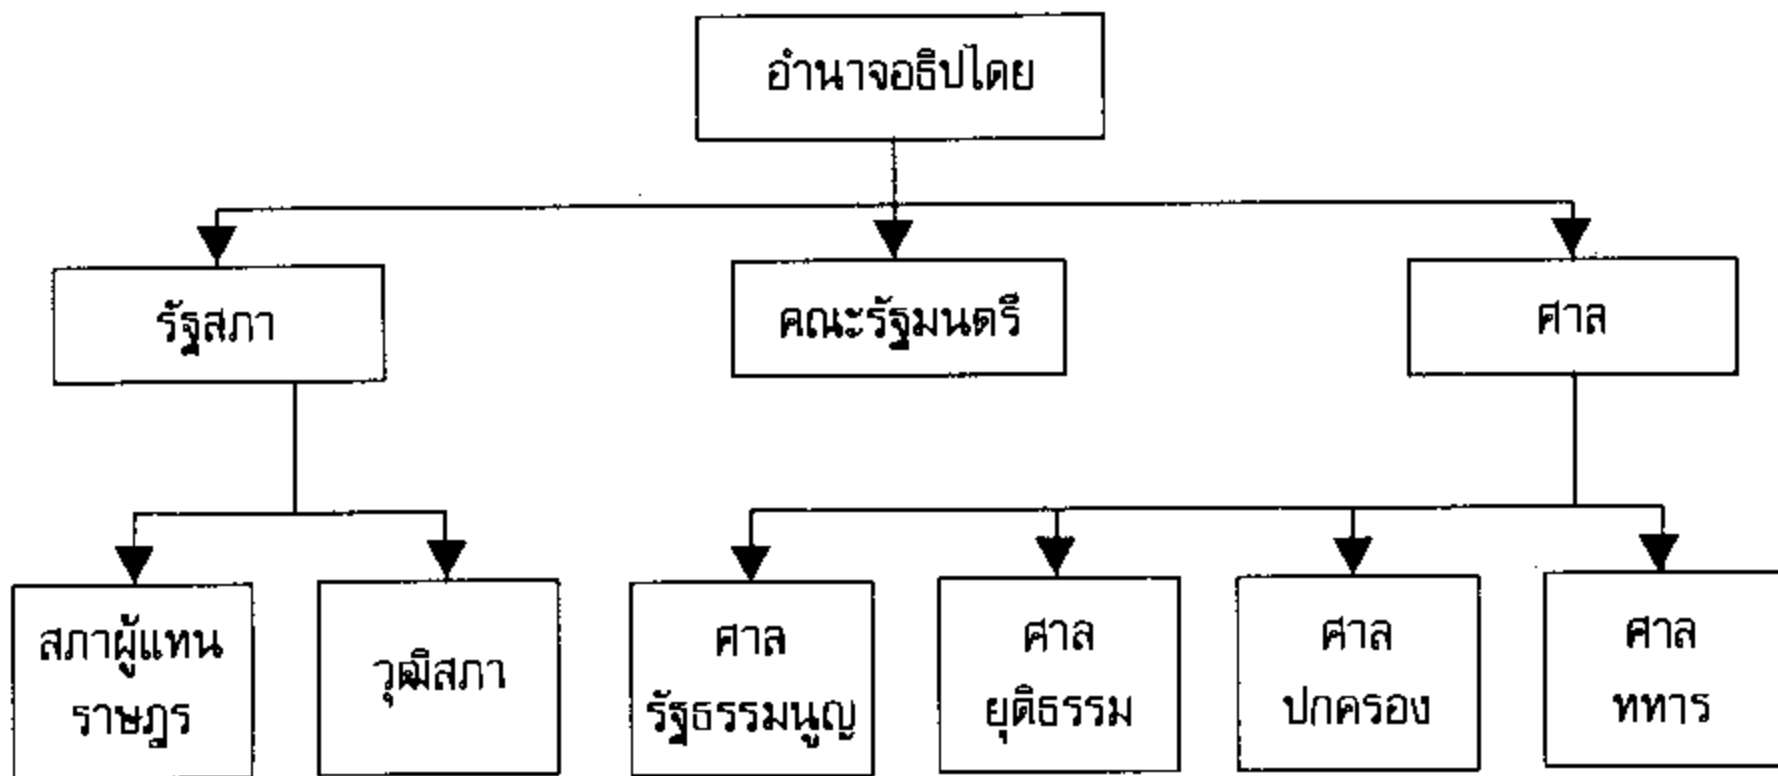 อำนาจอธิปไตย
รัฐสภา
คณะรัฐมนตรี
ศาล
สภาผู้แทน
ราษฎร
วุฒิสภา
ศาล
รัฐธรรมนูญ
ศาล
ยุติธรรม
ศาล
ปกครอง
ศาล
ทหาร